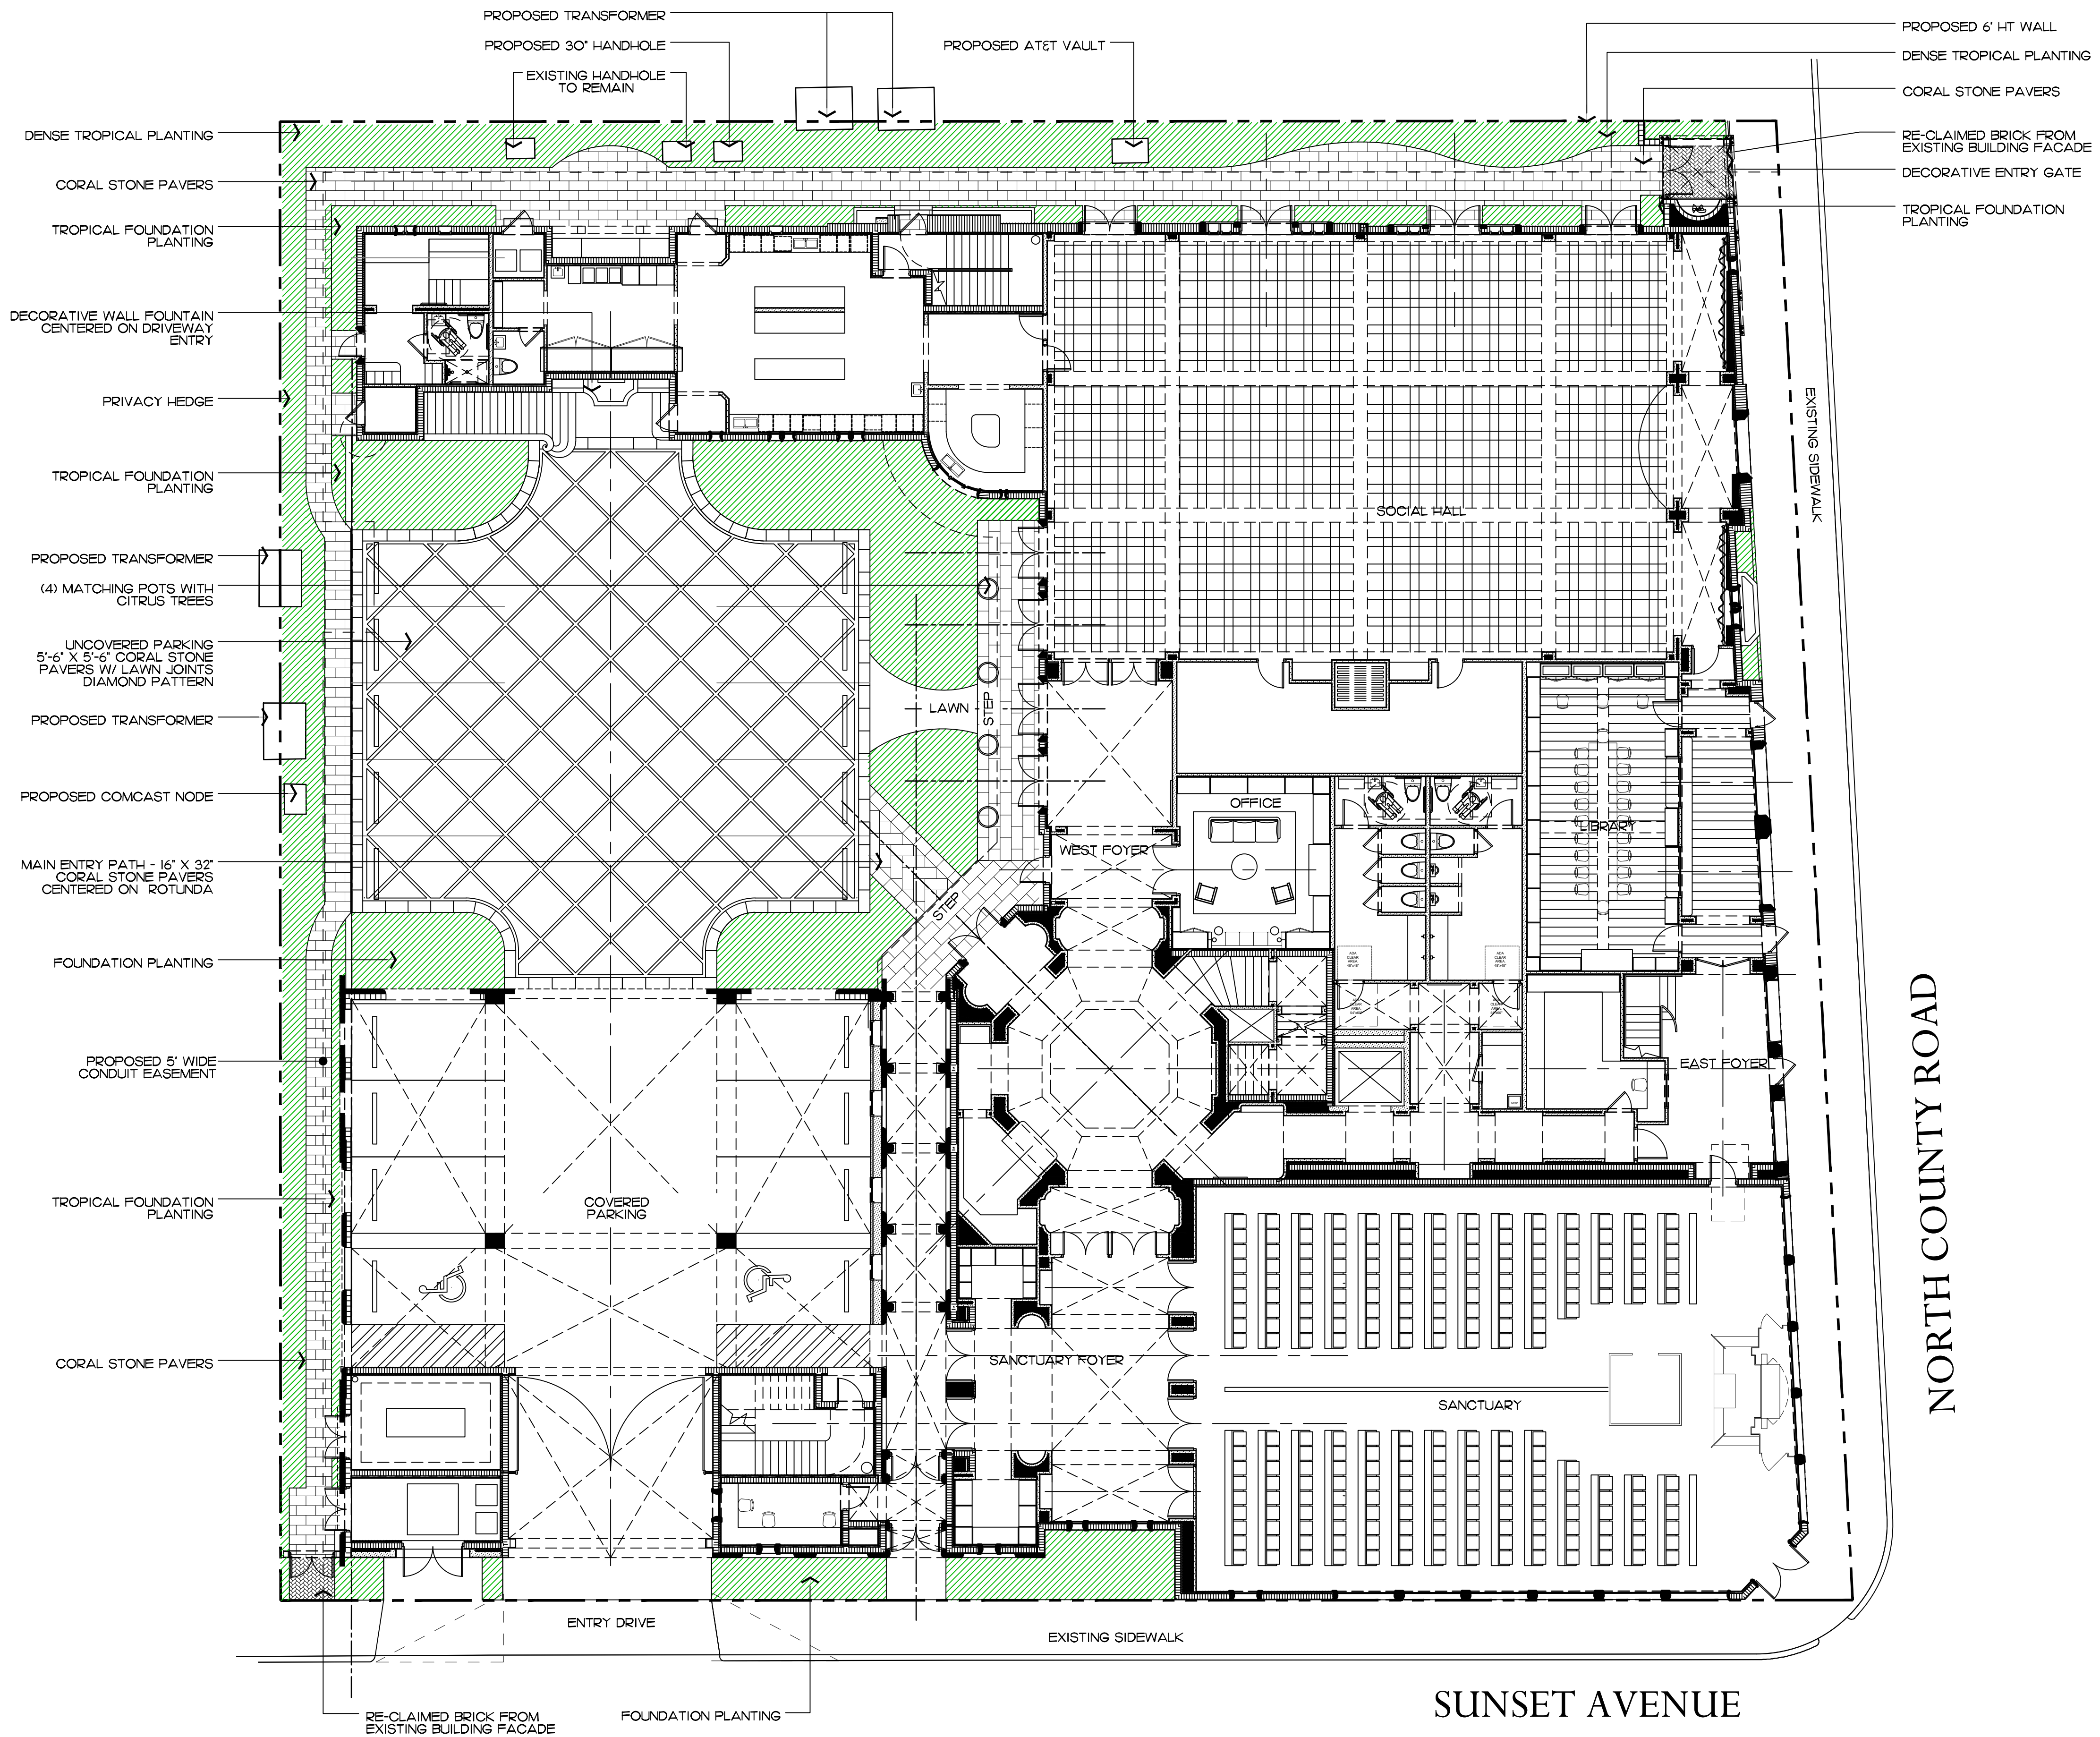 PROPOSED TRANSFORMER
PROPOSED 30" HANDHOLE
EXISTING HANDHOLE
TO REMAIN
PROPOSED AT&T VAULT
PROPOSED 6' HT WALL
DENSE TROPICAL PLANTING
CORAL STONE PAVERS
RE-CLAIMED BRICK FROM
EXISTING BUILDING FACADE
DECORATIVE ENTRY GATE
TROPICAL FOUNDATION
PLANTING
DENSE TROPICAL PLANTING
CORAL STONE PAVERS
TROPICAL FOUNDATION
PLANTING
DECORATIVE WALL FOUNTAIN
CENTERED ON DRIVEWAY
ENTRY
PRIVACY HEDGE
TROPICAL FOUNDATION
PLANTING
PROPOSED TRANSFORMER
(4) MATCHING POTS WITH
CITRUS TREES
UNCOVERED PARKING
5'-6" X 5'-6" CORAL STONE
PAVERS W/ LAWN JOINTS
DIAMOND PATTERN
PROPOSED TRANSFORMER
PROPOSED COMCAST NODE
MAIN ENTRY PATH - 16" X 32"
CORAL STONE PAVERS
CENTERED ON ROTUNDA
FOUNDATION PLANTING
PROPOSED 5' WIDE
CONDUIT EASEMENT
TROPICAL FOUNDATION
PLANTING
CORAL STONE PAVERS
SOCIAL HALL
EXISTING SIDEWALK
LAWN
STEP
OFFICE
WEST FOYER
LIBRARY
STEP
ADA
CLEAR
AREA
ADA
CLEAR
AREA
EAST FOYER
COVERED
PARKING
SANCTUARY FOYER
SANCTUARY
NORTH COUNTY ROAD
ENTRY DRIVE
EXISTING SIDEWALK
RE-CLAIMED BRICK FROM
EXISTING BUILDING FACADE
FOUNDATION PLANTING
SUNSET AVENUE